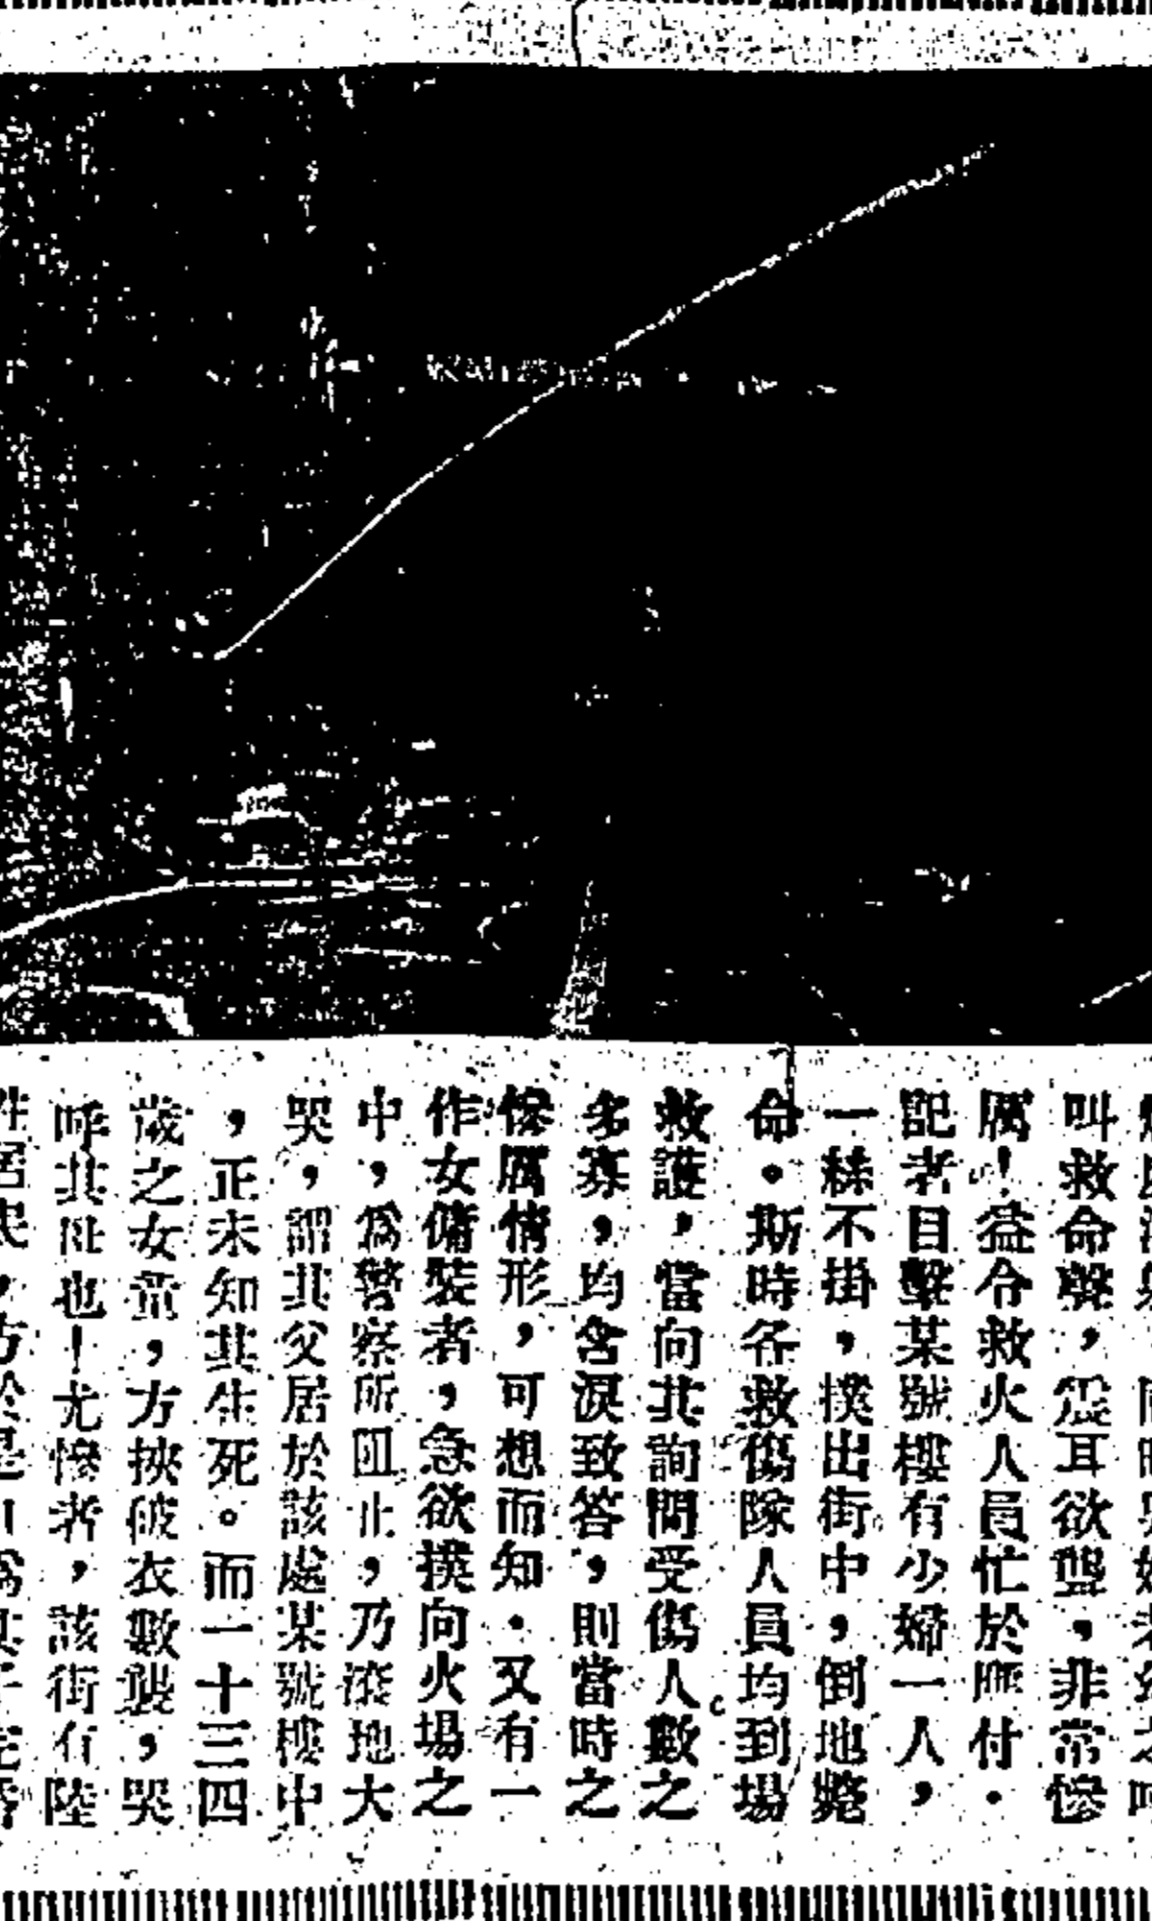 叫救命聲，震耳欲聾，非常慘
厲！益令救火人員忙於應付．
記者目擊某號樓有少婦一人，
一絲不掛，撲出街中，倒地斃
命。斯時各救傷隊人員均到場
救護，當向其詢問受傷人數之
多寡，均含淚致答，則當時之
慘厲情形，可想而知．又有一
作女傭裝者，急欲撲向火場之
中，爲警察所阻止，乃滾地大
哭，謂其父居於該處某號樓中
，正未知其生死。而一十三四
歲之女童，方挾破衣數襲，哭
呼其母也！尤慘者，該街有陸